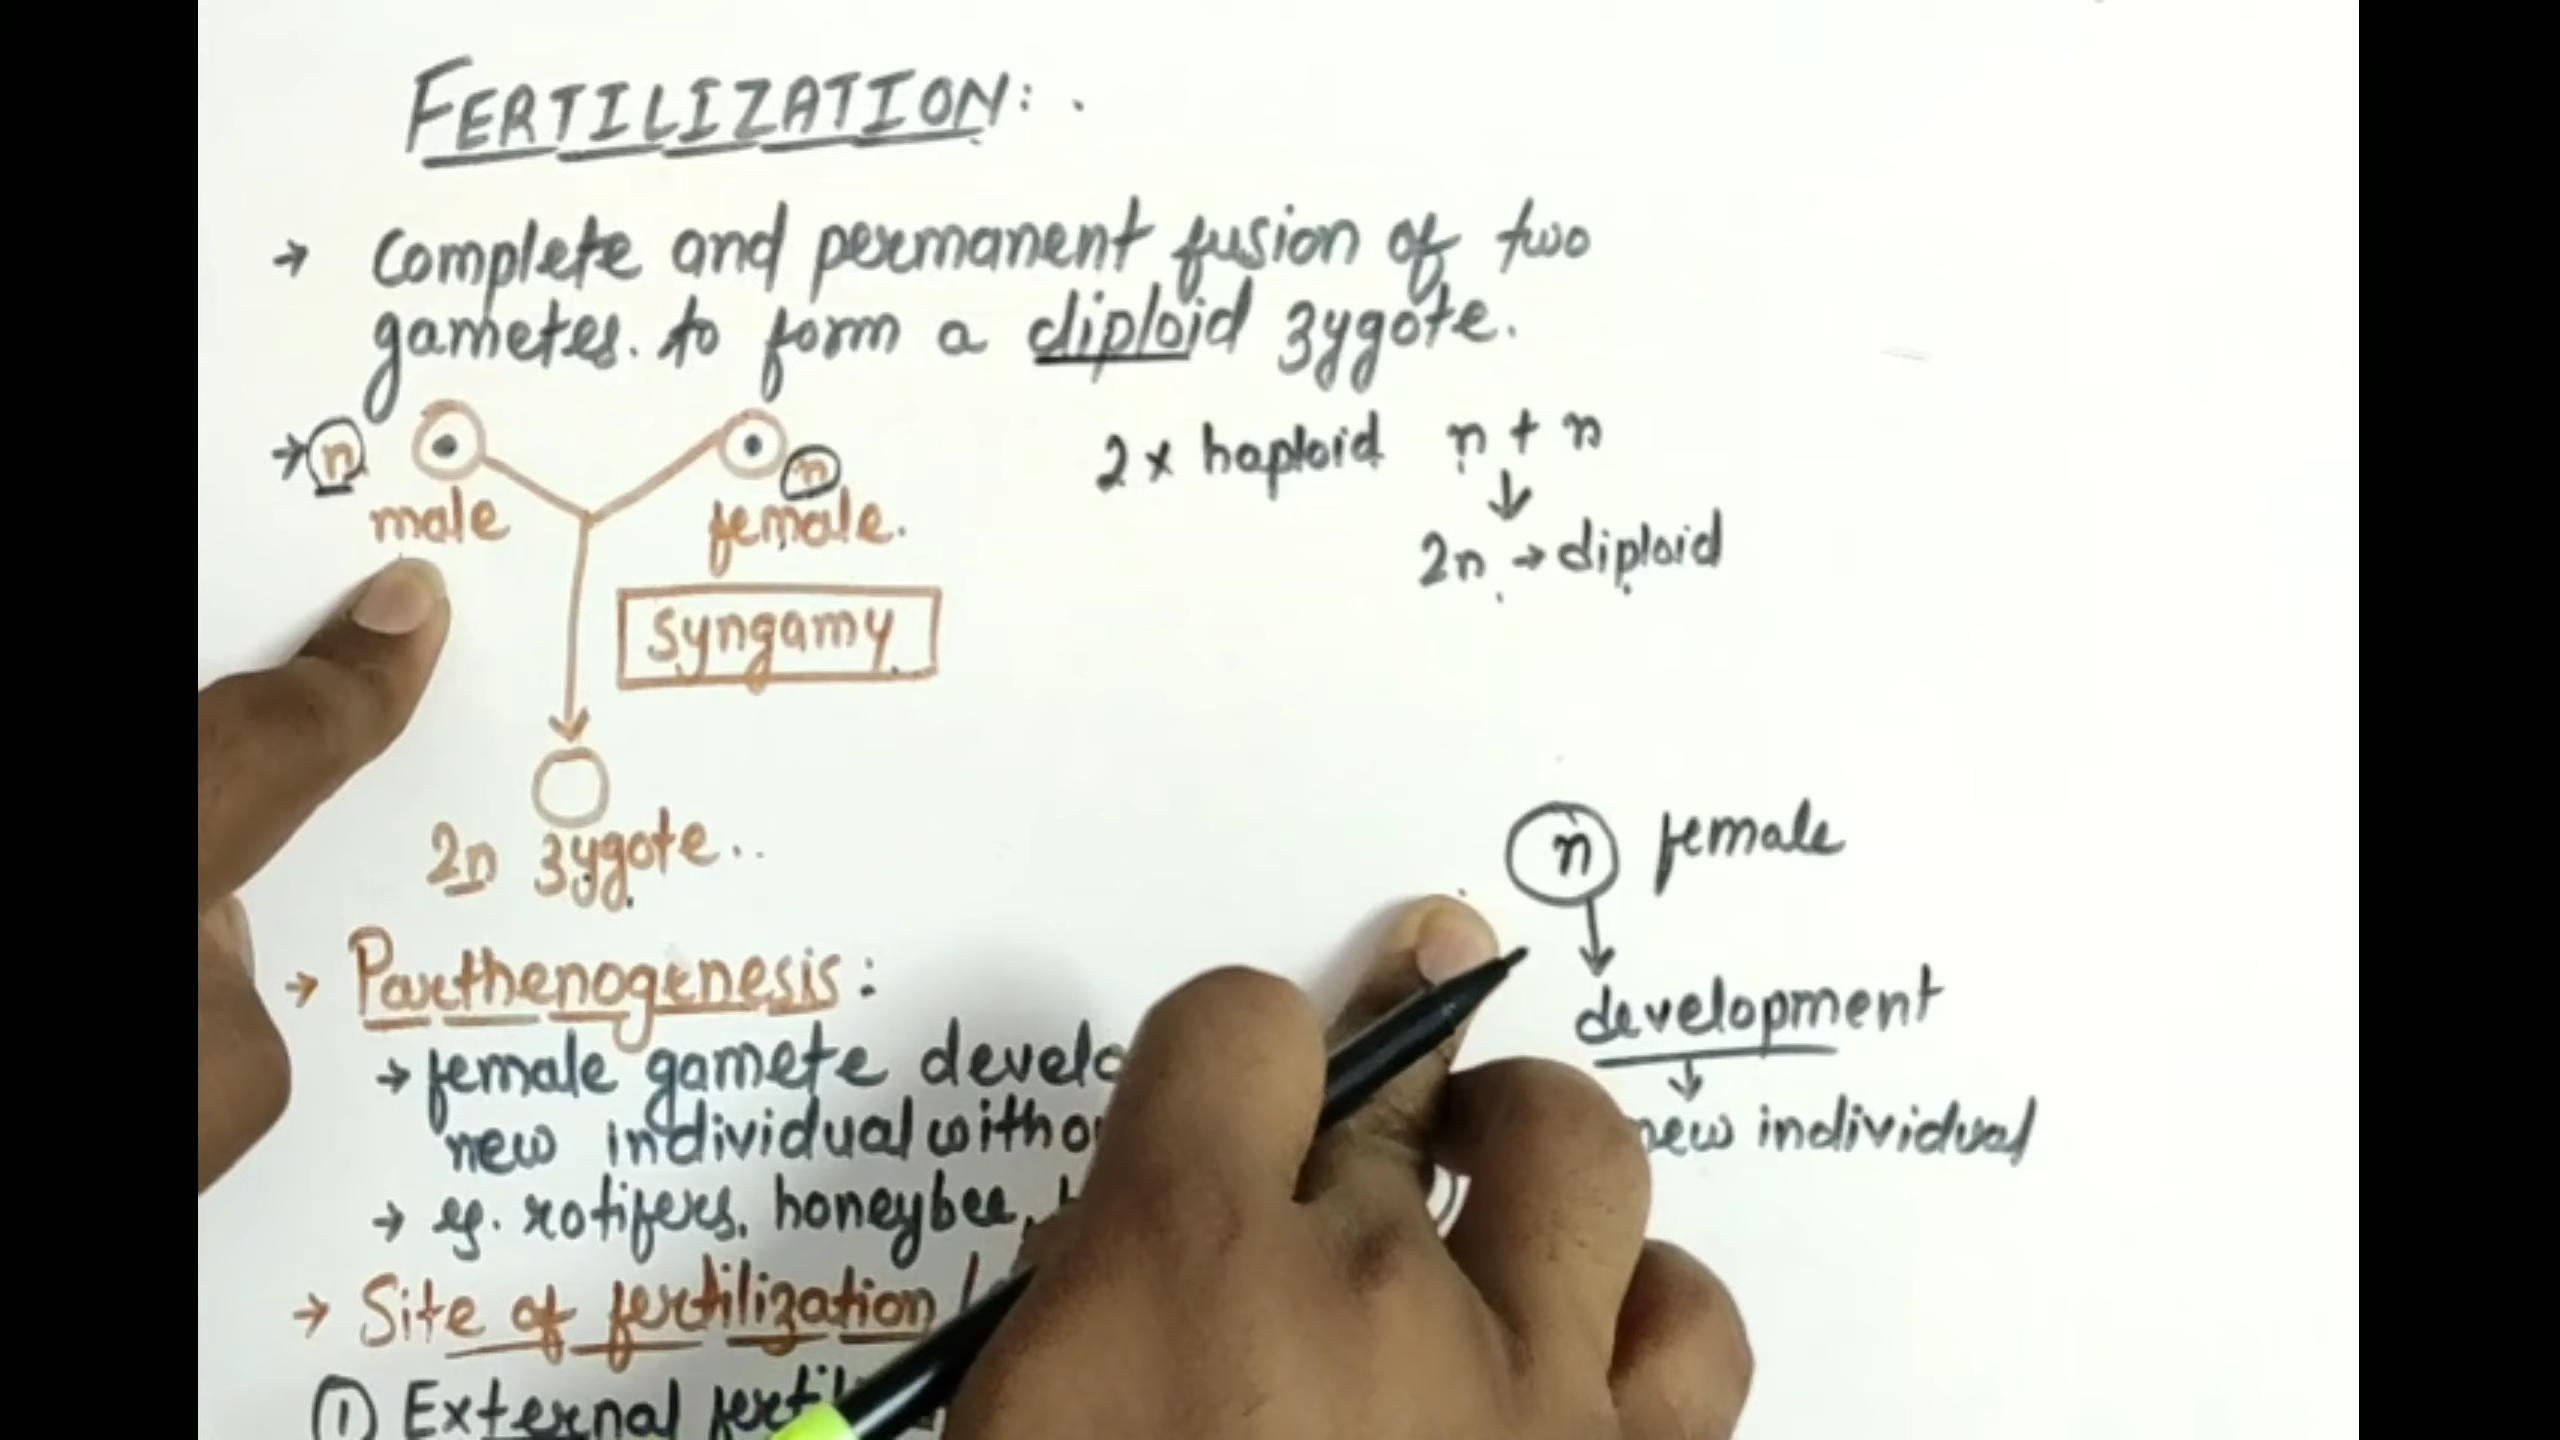 FERTILIZATION:.
→ Complete and permanent fusion of two
gametes. to form a diploid zygote.
→ n n
male female.
2 x haploid n + n
↓
2n → diploid
Syngamy
2n zygote..
n female
↓
development
↓
new individual
→ Parthenogenesis:
→ female gamete
new individual
→ eg. rotifers, honeybee,
→ Site of fertilization
① External